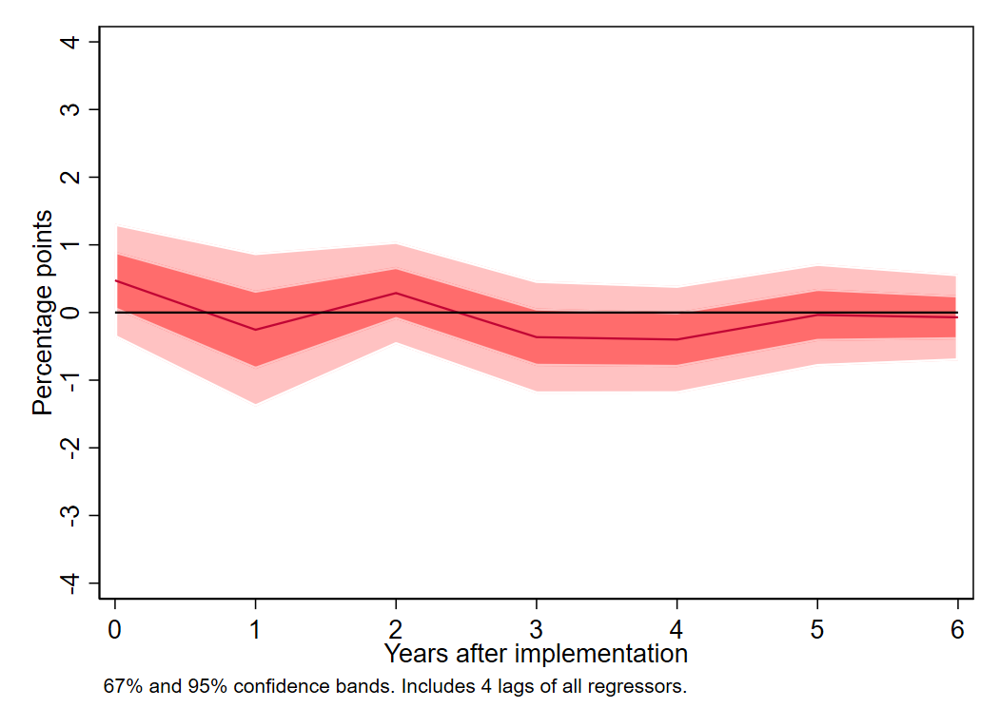 Percentage points
4
3
2
1
0
-1
-2
-3
-4
0 1 2 3 4 5 6
Years after implementation
67% and 95% confidence bands. Includes 4 lags of all regressors.